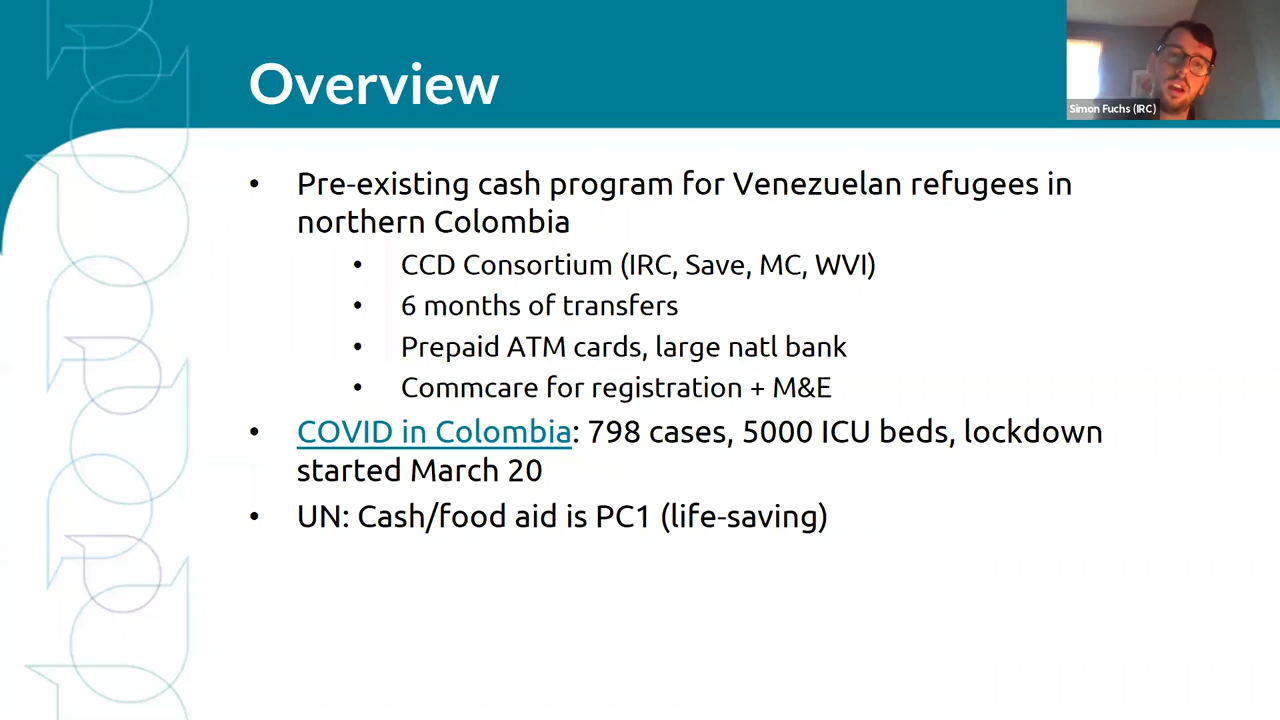 Overview
Simon Fuchs (IRC)
• Pre-existing cash program for Venezuelan refugees in
northern Colombia
• CCD Consortium (IRC, Save, MC, WVI)
• 6 months of transfers
• Prepaid ATM cards, large natl bank
• Commcare for registration + M&E
• COVID in Colombia: 798 cases, 5000 ICU beds, lockdown
started March 20
• UN: Cash/food aid is PC1 (life-saving)